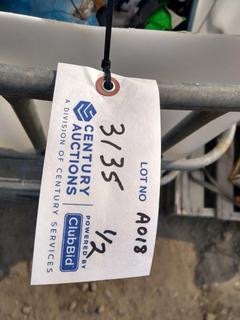 CENTURY
AUCTIONS
A DIVISION OF CENTURY SERVICES
POWERED BY
ClubBid
LOT NO A018
3135
1/2